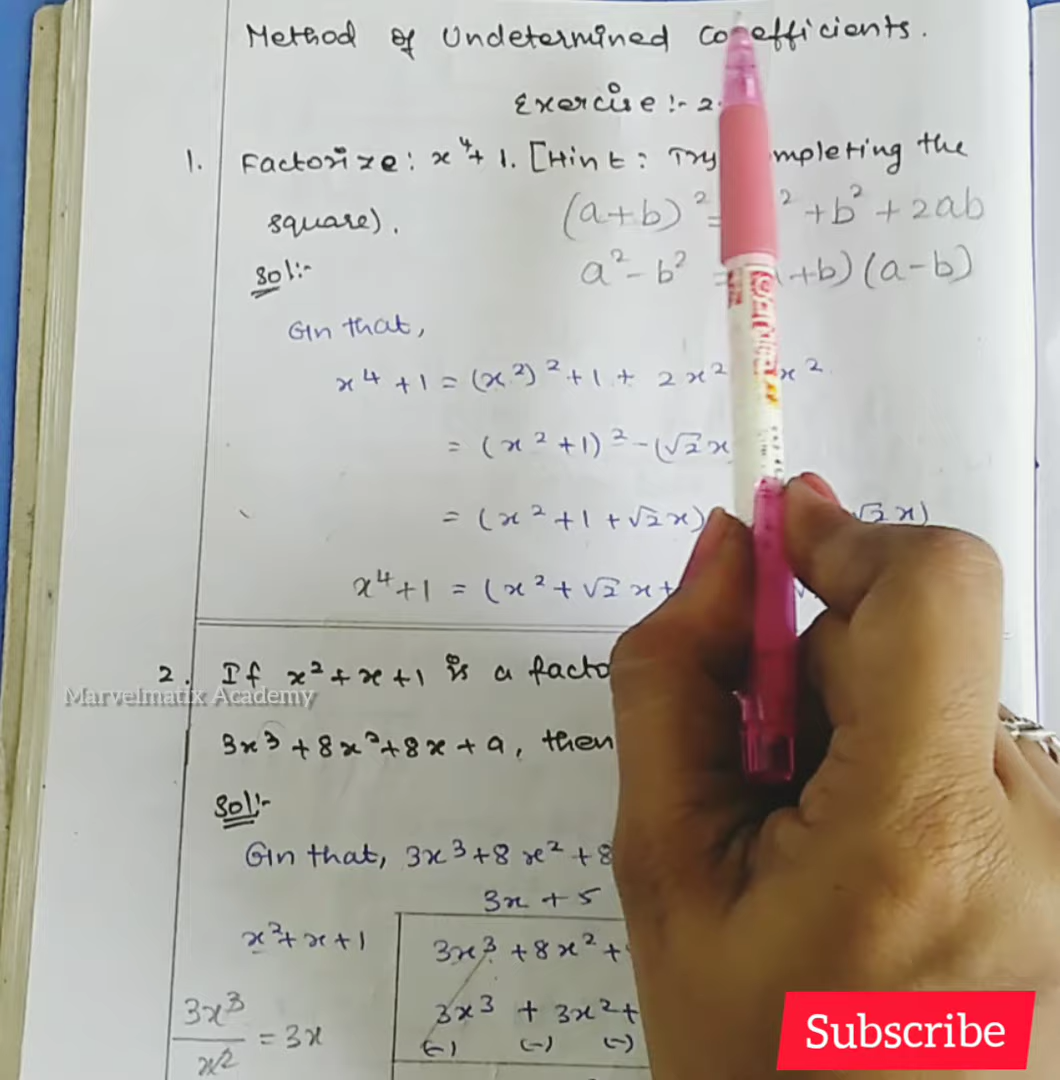 Method of Undetermined Co efficients.
Exercise :- 2.
1. Factorize: x⁴+ 1. [Hint: Try mpleting the
square).
(a+b)² = ² + b² + 2ab
Sol:-
a² - b² = +b) (a-b)
Gn that,
x⁴ + 1 = (x²)² + 1 + 2x² x²
= (x² + 1)² - (√2x
= (x² + 1 + √2x) √2x)
x⁴ + 1 = (x² + √2 x +
2. If x² + x + 1 is a facto
Marvelmatix Academy
3x³ + 8x² + 8x + a, then
Sol:-
Gn that, 3x³ + 8x² + 8
3x + 5
x² + x + 1 3x³ + 8x² +
3x³ + 3x² +
(-) (-) (-)
3x³/x² = 3x
Subscribe